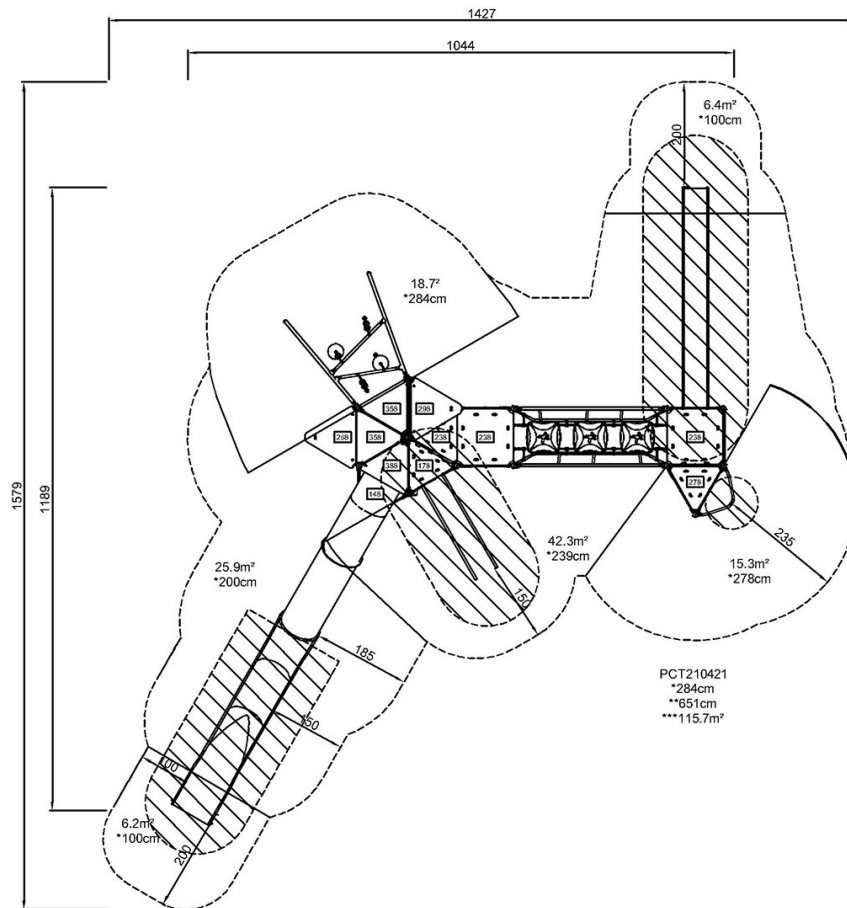 1427
1044
6.4m²
*100cm
200
18.7²
*284cm
1579
1189
358
298
268
358
238
238
238
388
178
278
148
42.3m²
*239cm
235
15.3m²
*278cm
25.9m²
*200cm
150
185
PCT210421
*284cm
**651cm
***115.7m²
150
100
6.2m²
*100cm
200